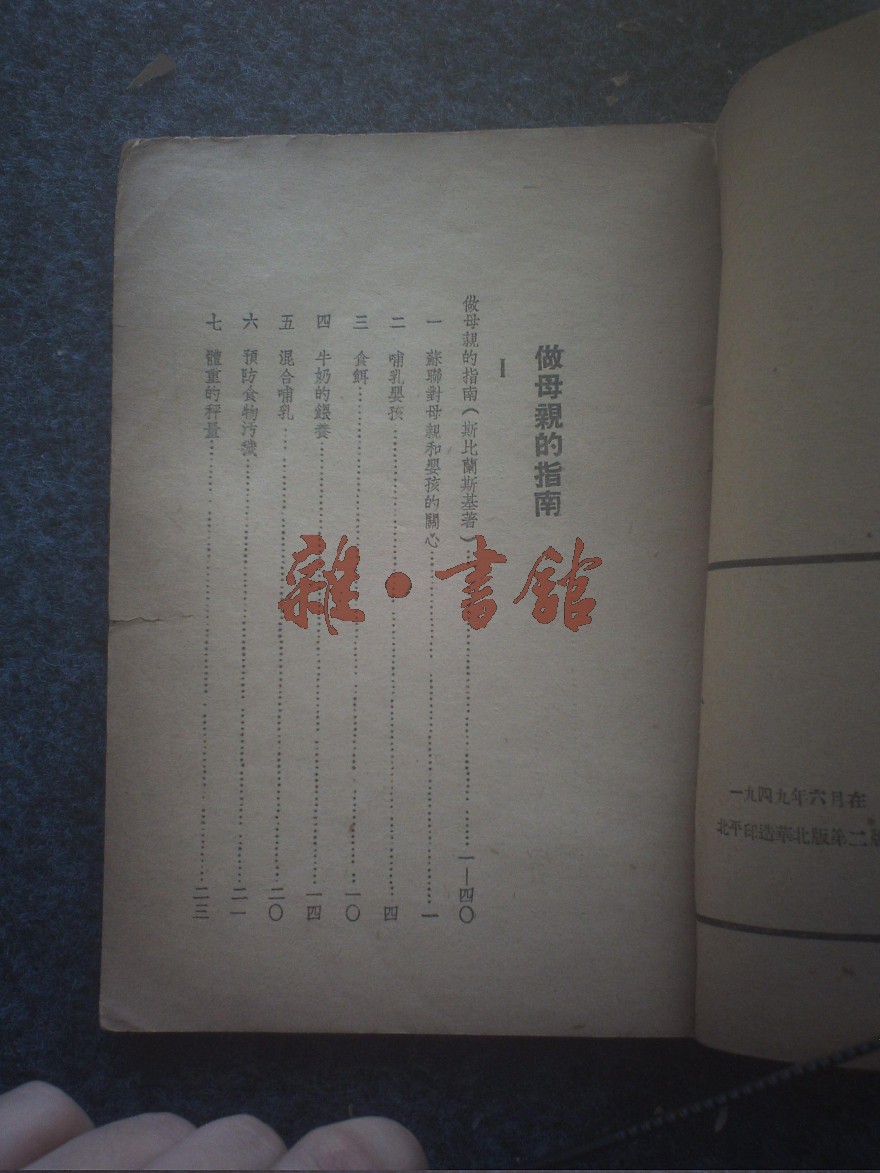 做母親的指南
I
做母親的指南(斯比蘭斯基著)……一—四〇
一 蘇聯對母親和嬰孩的關心……一
二 哺乳嬰孩……四
三 食餌……一〇
四 牛奶的餵養……一四
五 混合哺乳……二〇
六 預防食物污穢……二一
七 體重的秤量……二三
雜·書館
一九四九年六月在
北平印造華北版第二版